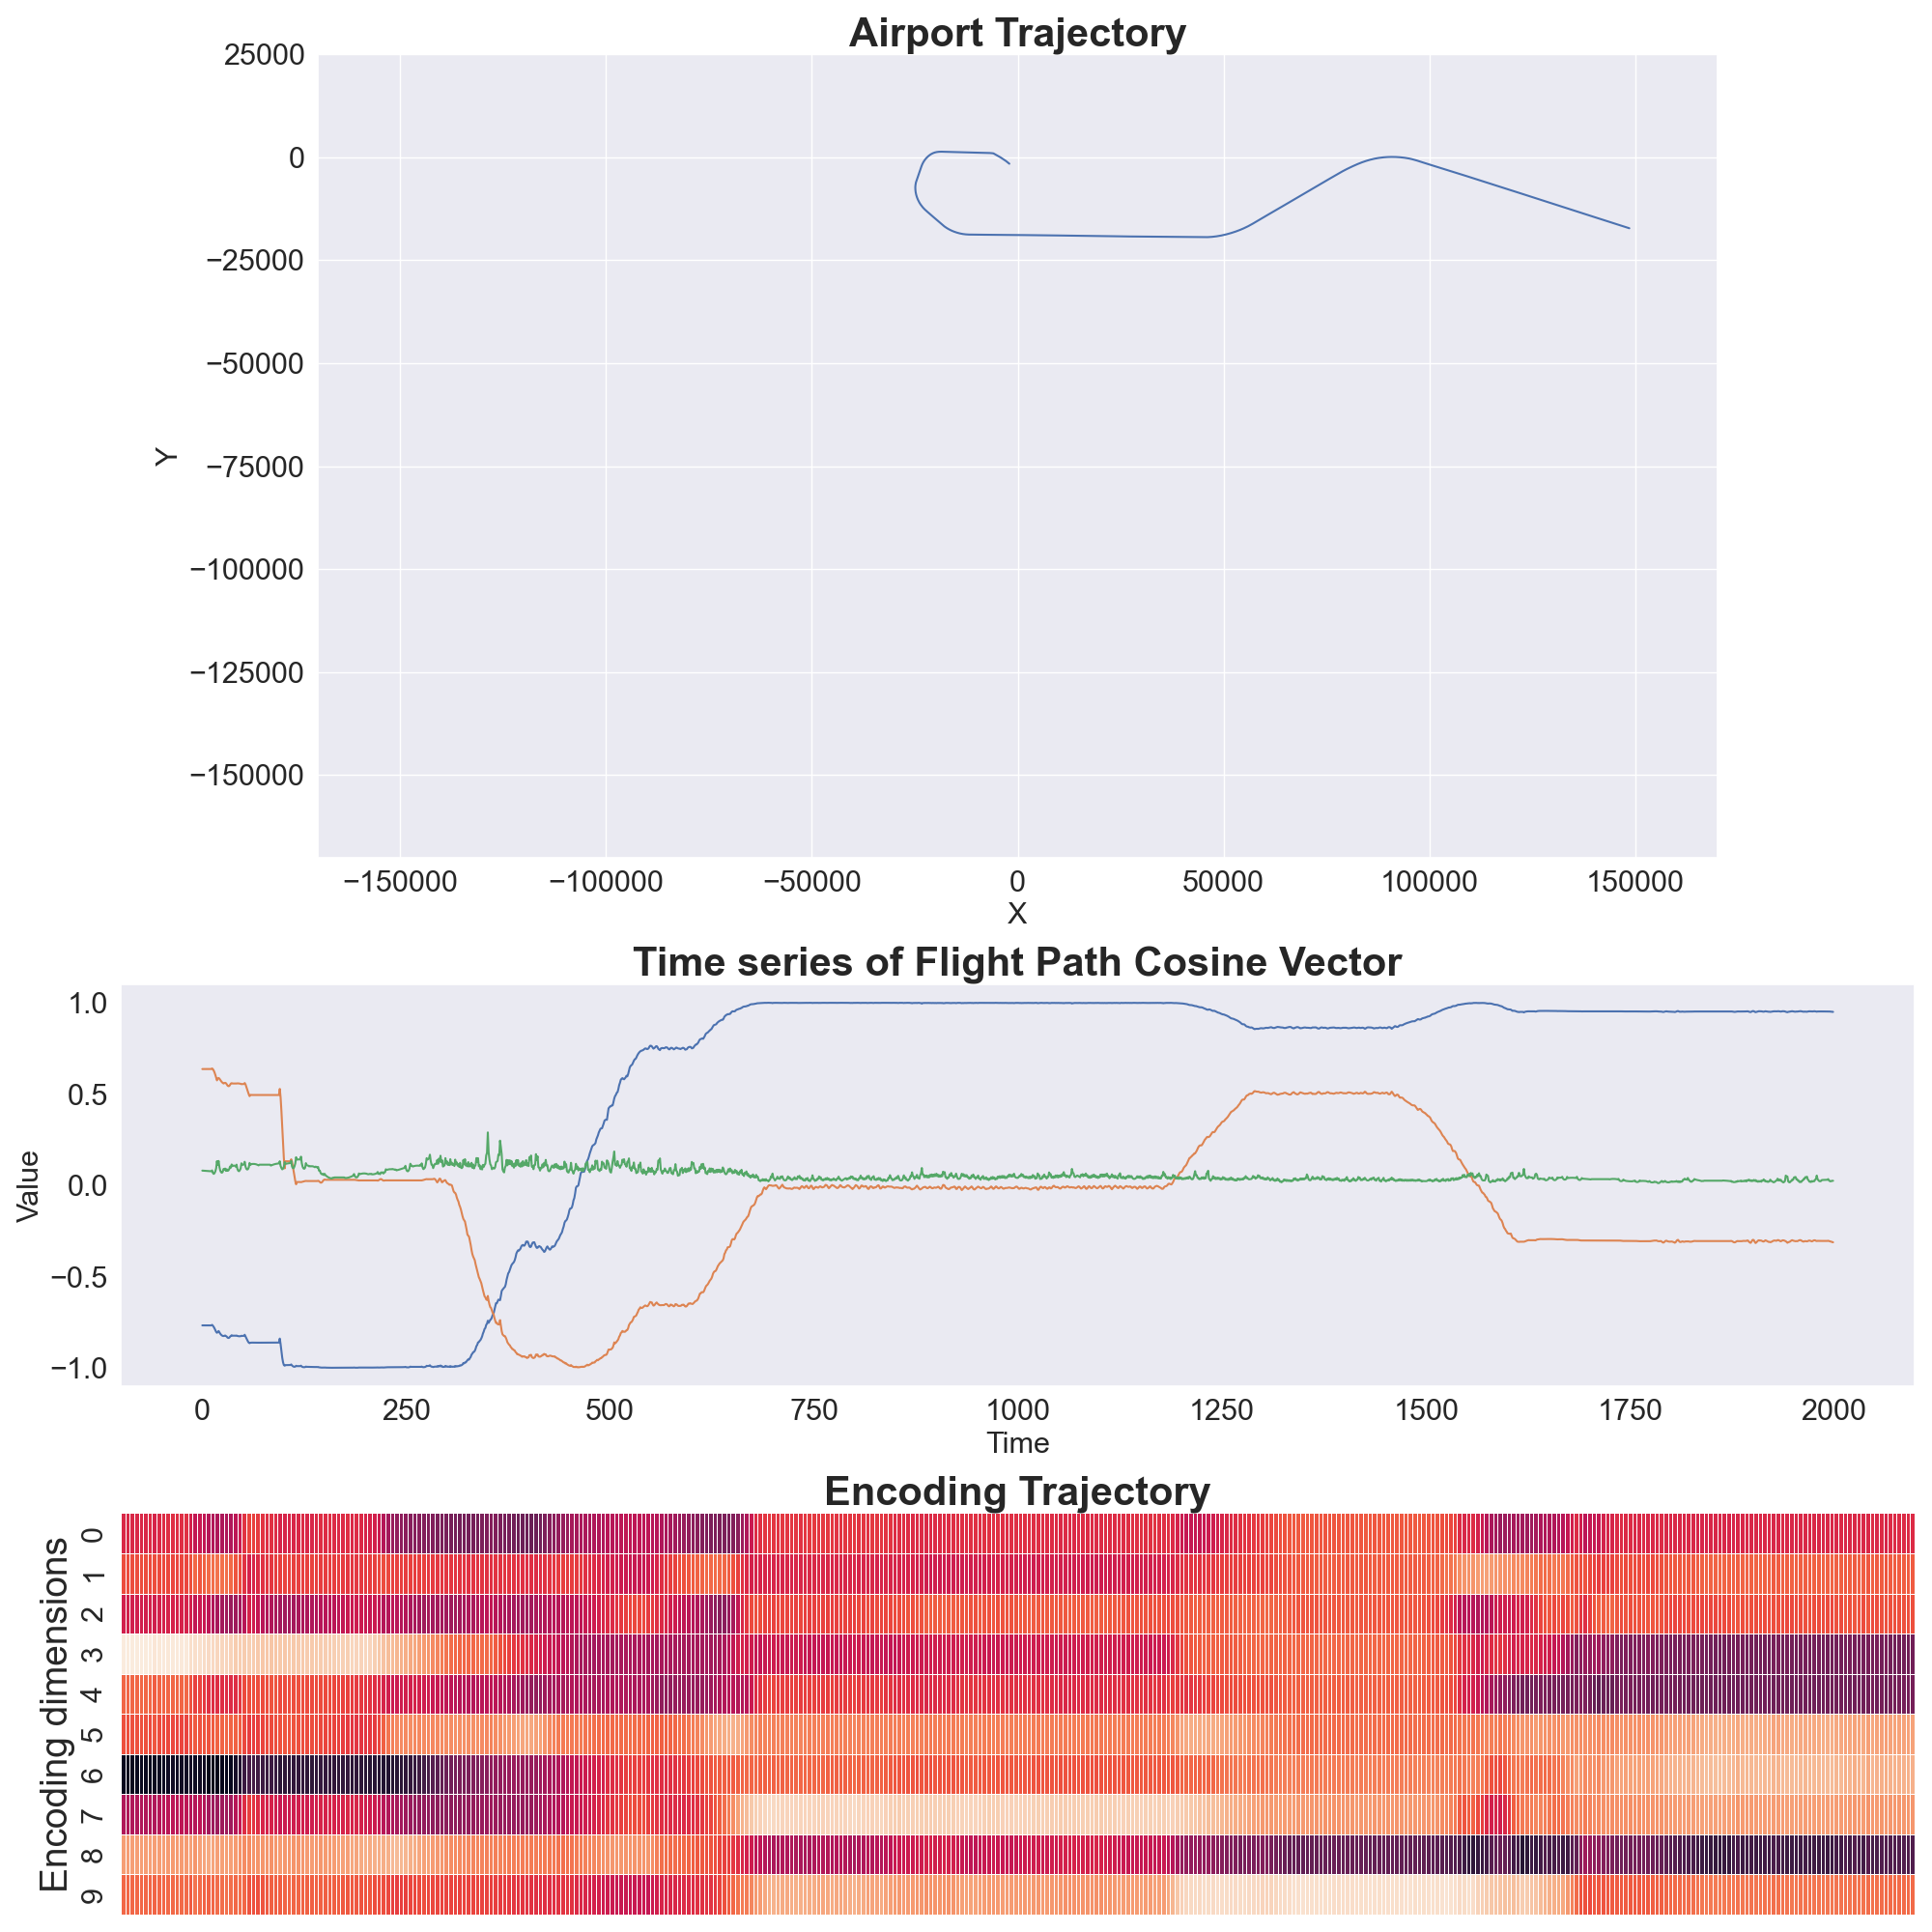 Airport Trajectory
25000
0
−25000
−50000
−75000
−100000
−125000
−150000
Y
−150000 −100000 −50000 0 50000 100000 150000
X
Time series of Flight Path Cosine Vector
1.0
0.5
0.0
−0.5
−1.0
Value
0 250 500 750 1000 1250 1500 1750 2000
Time
Encoding Trajectory
Encoding dimensions
0
1
2
3
4
5
6
7
8
9